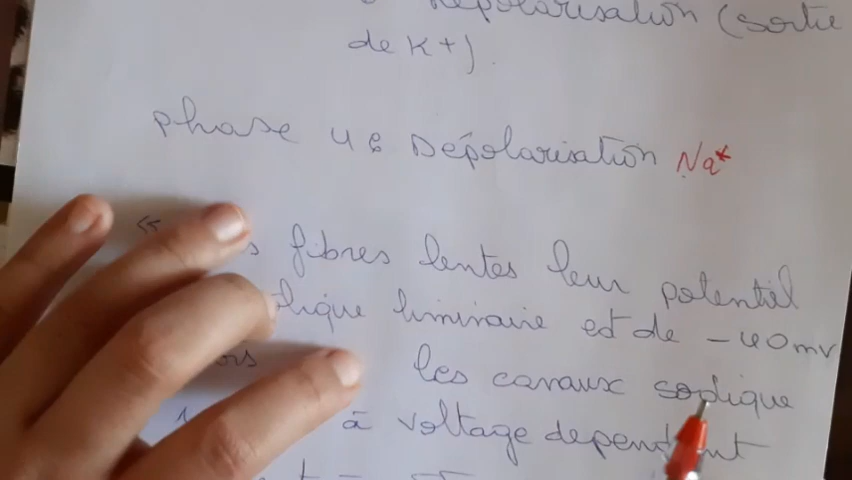 Dépolarisation (sortie
de K+).
phase 4 : Dépolarisation Na*
« s fibres lentes leur potentiel
liminaire est de -40mv
les canaux sodique
à voltage dependent